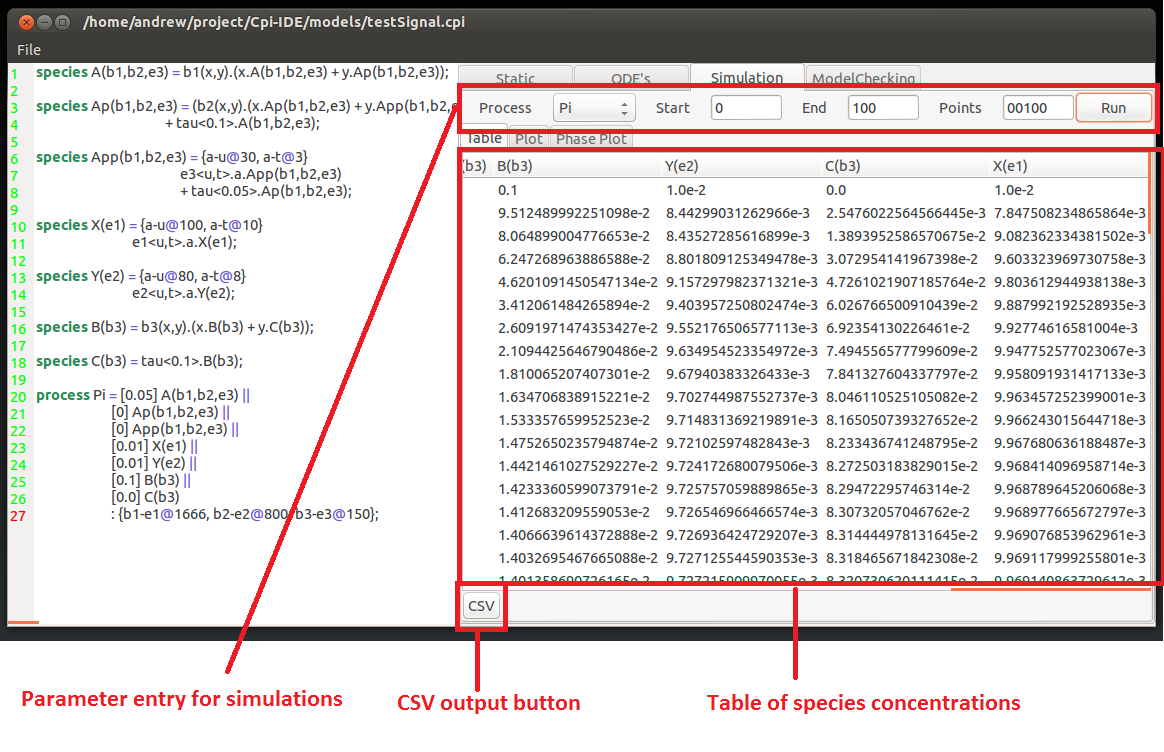 /home/andrew/project/Cpi-IDE/models/testSignal.cpi
File
1 species A(b1,b2,e3) = b1(x,y).(x.A(b1,b2,e3) + y.Ap(b1,b2,e3));
2
3 species Ap(b1,b2,e3) = (b2(x,y).(x.Ap(b1,b2,e3) + y.App(b1,b2,e
4 + tau<0.1>.A(b1,b2,e3);
5
6 species App(b1,b2,e3) = {a-u@30, a-t@3}
7 e3<u,t>.a.App(b1,b2,e3)
8 + tau<0.05>.Ap(b1,b2,e3);
9
10 species X(e1) = {a-u@100, a-t@10}
11 e1<u,t>.a.X(e1);
12
13 species Y(e2) = {a-u@80, a-t@8}
14 e2<u,t>.a.Y(e2);
15
16 species B(b3) = b3(x,y).(x.B(b3) + y.C(b3));
17
18 species C(b3) = tau<0.1>.B(b3);
19
20 process Pi = [0.05] A(b1,b2,e3) ||
21 [0] Ap(b1,b2,e3) ||
22 [0] App(b1,b2,e3) ||
23 [0.01] X(e1) ||
24 [0.01] Y(e2) ||
25 [0.1] B(b3) ||
26 [0.0] C(b3)
27 : {b1-e1@1666, b2-e2@800, b3-e3@150};
Static ODE's Simulation ModelChecking
Process Pi Start 0 End 100 Points 00100 Run
Table Plot Phase Plot
(b3) B(b3) Y(e2) C(b3) X(e1)
0.1 1.0e-2 0.0 1.0e-2
9.512489992251098e-2 8.44299031262966e-3 2.5476022564566445e-3 7.847508234865864e-3
8.064899004776653e-2 8.43527285616899e-3 1.3893952586570675e-2 9.082362334381502e-3
6.247268963886588e-2 8.801809125349478e-3 3.072954141967398e-2 9.603323969730758e-3
4.6201091450547134e-2 9.157297982371321e-3 4.7261021907185764e-2 9.803612944938138e-3
3.412061484265894e-2 9.403957250802474e-3 6.026766500910439e-2 9.887992192528935e-3
2.6091971474353427e-2 9.552176506577113e-3 6.92354130226461e-2 9.92774616581004e-3
2.1094425646790486e-2 9.634954523354972e-3 7.494556577799609e-2 9.947752577023067e-3
1.810065207407301e-2 9.67940383326433e-3 7.841327604337797e-2 9.958091931417133e-3
1.634706838915221e-2 9.702744987552737e-3 8.046110525105082e-2 9.963457252399001e-3
1.533357659952523e-2 9.714831369219891e-3 8.165050739327652e-2 9.966243015644718e-3
1.4752650235794874e-2 9.72102597482843e-3 8.233436741248795e-2 9.967680636188487e-3
1.4421461027529227e-2 9.724172680079506e-3 8.272503183829015e-2 9.968414096958714e-3
1.4233360599073791e-2 9.725757759889865e-3 8.29472295746314e-2 9.968789645206068e-3
1.412683209559053e-2 9.726546966466574e-3 8.30732057046762e-2 9.968977665672797e-3
1.4066639614372888e-2 9.726936424729207e-3 8.314444978131645e-2 9.969076853962961e-3
1.4032695467665088e-2 9.727125544590353e-3 8.318465671842308e-2 9.969117999255801e-3
CSV
Parameter entry for simulations
CSV output button
Table of species concentrations